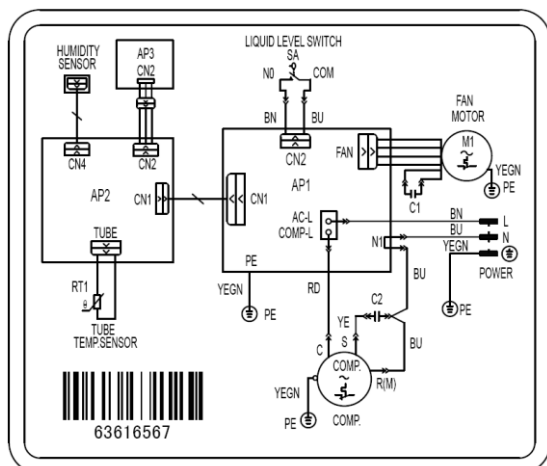 LIQUID LEVEL SWITCH
SA
HUMIDITY
SENSOR
AP3
CN2
N0
COM
BN
BU
FAN
MOTOR
M1
CN4
CN2
CN2
FAN
YEGN
PE
AP2
CN1
CN1
AP1
C1
AC-L
COMP-L
BN
L
BU
N
N1
YEGN
POWER
TUBE
PE
RD
BU
RT1
θ
TUBE
TEMP.SENSOR
YEGN
PE
C2
YE
PE
C
S
BU
COMP.
R(M)
YEGN
PE
COMP.
63616567